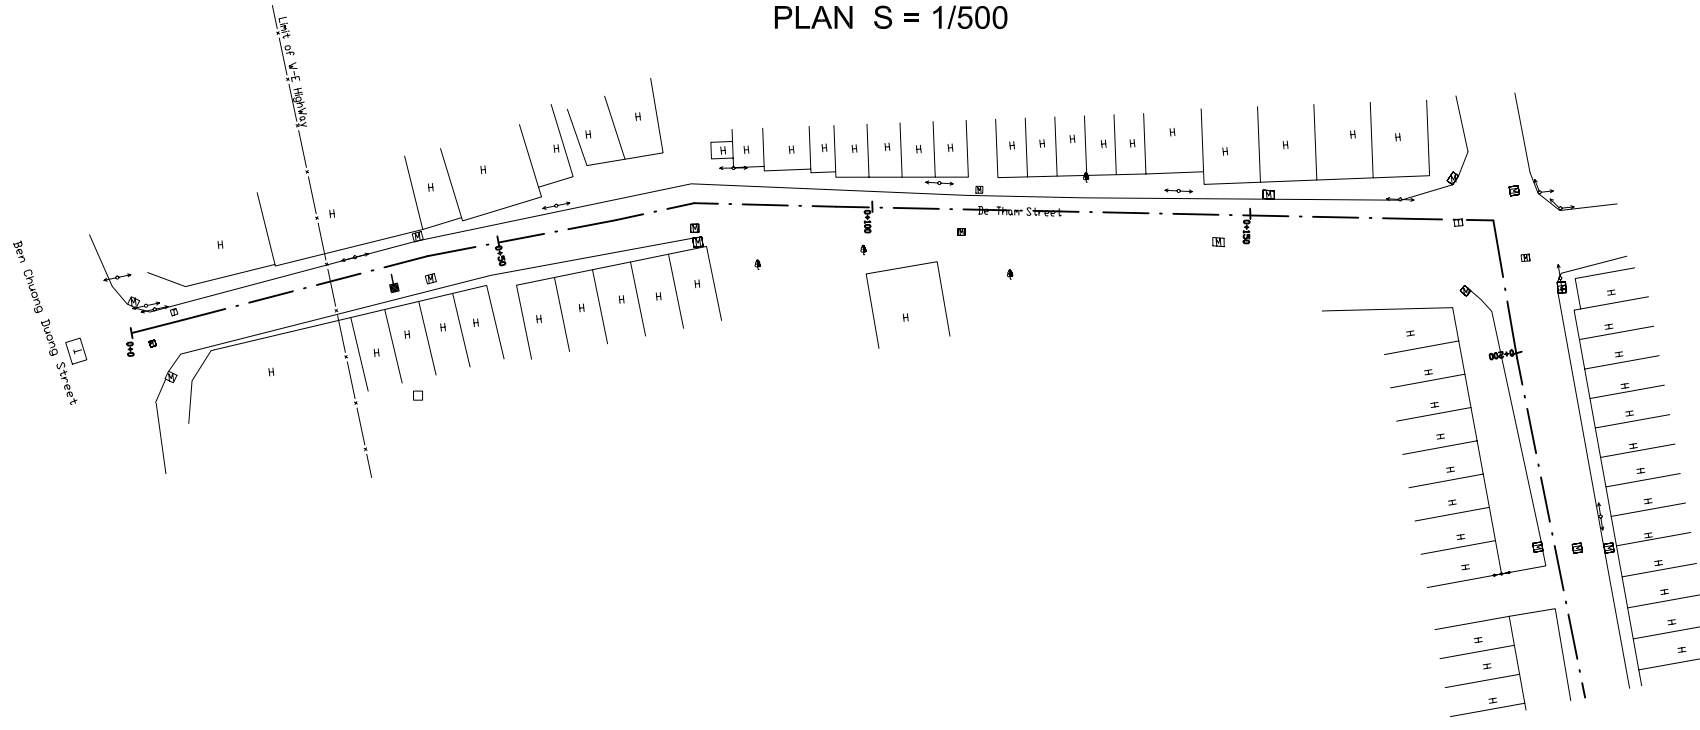 PLAN S = 1/500
Limit of W-E HighWay
Ben Chuong Duong Street
De Tham Street
0+0
0+50
0+100
0+150
0+200
T
H H H H H H H
H H H H H H H H
H H H H H H H H H H
H H H H H H H H H H
M M M M M M M M M M